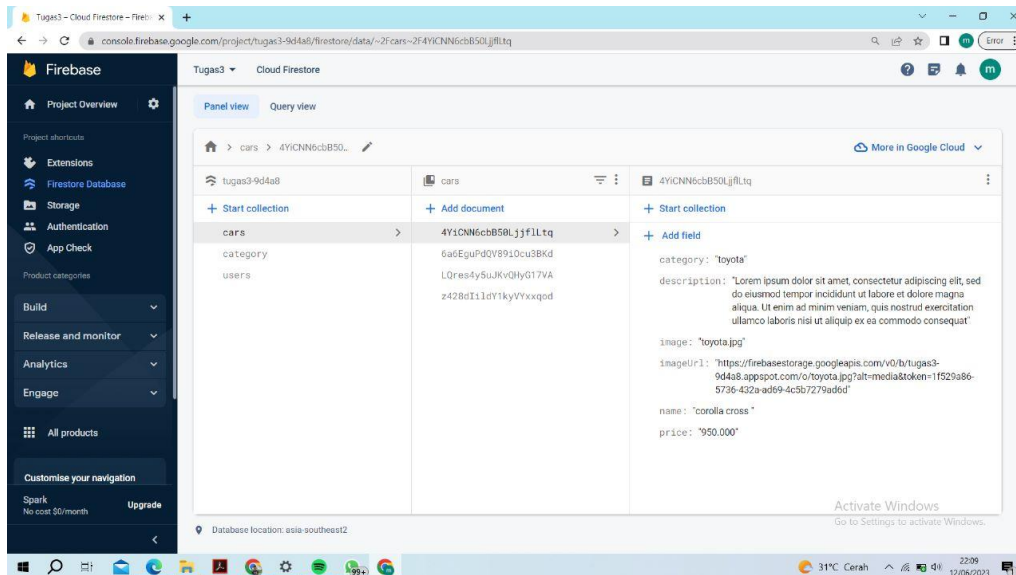 Tugas3 – Cloud Firestore – Fireb
console.firebase.google.com/project/tugas3-9d4a8/firestore/data/~2Fcars~2F4YiCNN6cbB50LjjflLtq
m
Error
Firebase
Tugas3
Cloud Firestore
m
Project Overview
Panel view
Query view
Project shortcuts
cars
4YiCNN6cbB50...
More in Google Cloud
Extensions
Firestore Database
Storage
Authentication
App Check
Product categories
Build
Release and monitor
Analytics
Engage
All products
Customise your navigation
Spark
No cost $0/month
Upgrade
tugas3-9d4a8
Start collection
cars
category
users
cars
Add document
4YiCNN6cbB50LjjflLtq
6a6EguPdQV89iOcu3BKd
LQres4y5uJKvQHyG17VA
z428dIildY1kyVYxxqod
4YiCNN6cbB50LjjflLtq
Start collection
Add field
category: "toyota"
description: "Lorem ipsum dolor sit amet, consectetur adipiscing elit, sed
do eiusmod tempor incididunt ut labore et dolore magna
aliqua. Ut enim ad minim veniam, quis nostrud exercitation
ullamco laboris nisi ut aliquip ex ea commodo consequat"
image: "toyota.jpg"
imageUrl: "https://firebasestorage.googleapis.com/v0/b/tugas3-
9d4a8.appspot.com/o/toyota.jpg?alt=media&token=1f529a86-
5736-432a-ad69-4c5b7279ad6d"
name: "corolla cross "
price: "950.000"
Database location: asia-southeast2
Activate Windows
Go to Settings to activate Windows.
99+
31°C Cerah
22:09
12/06/2023